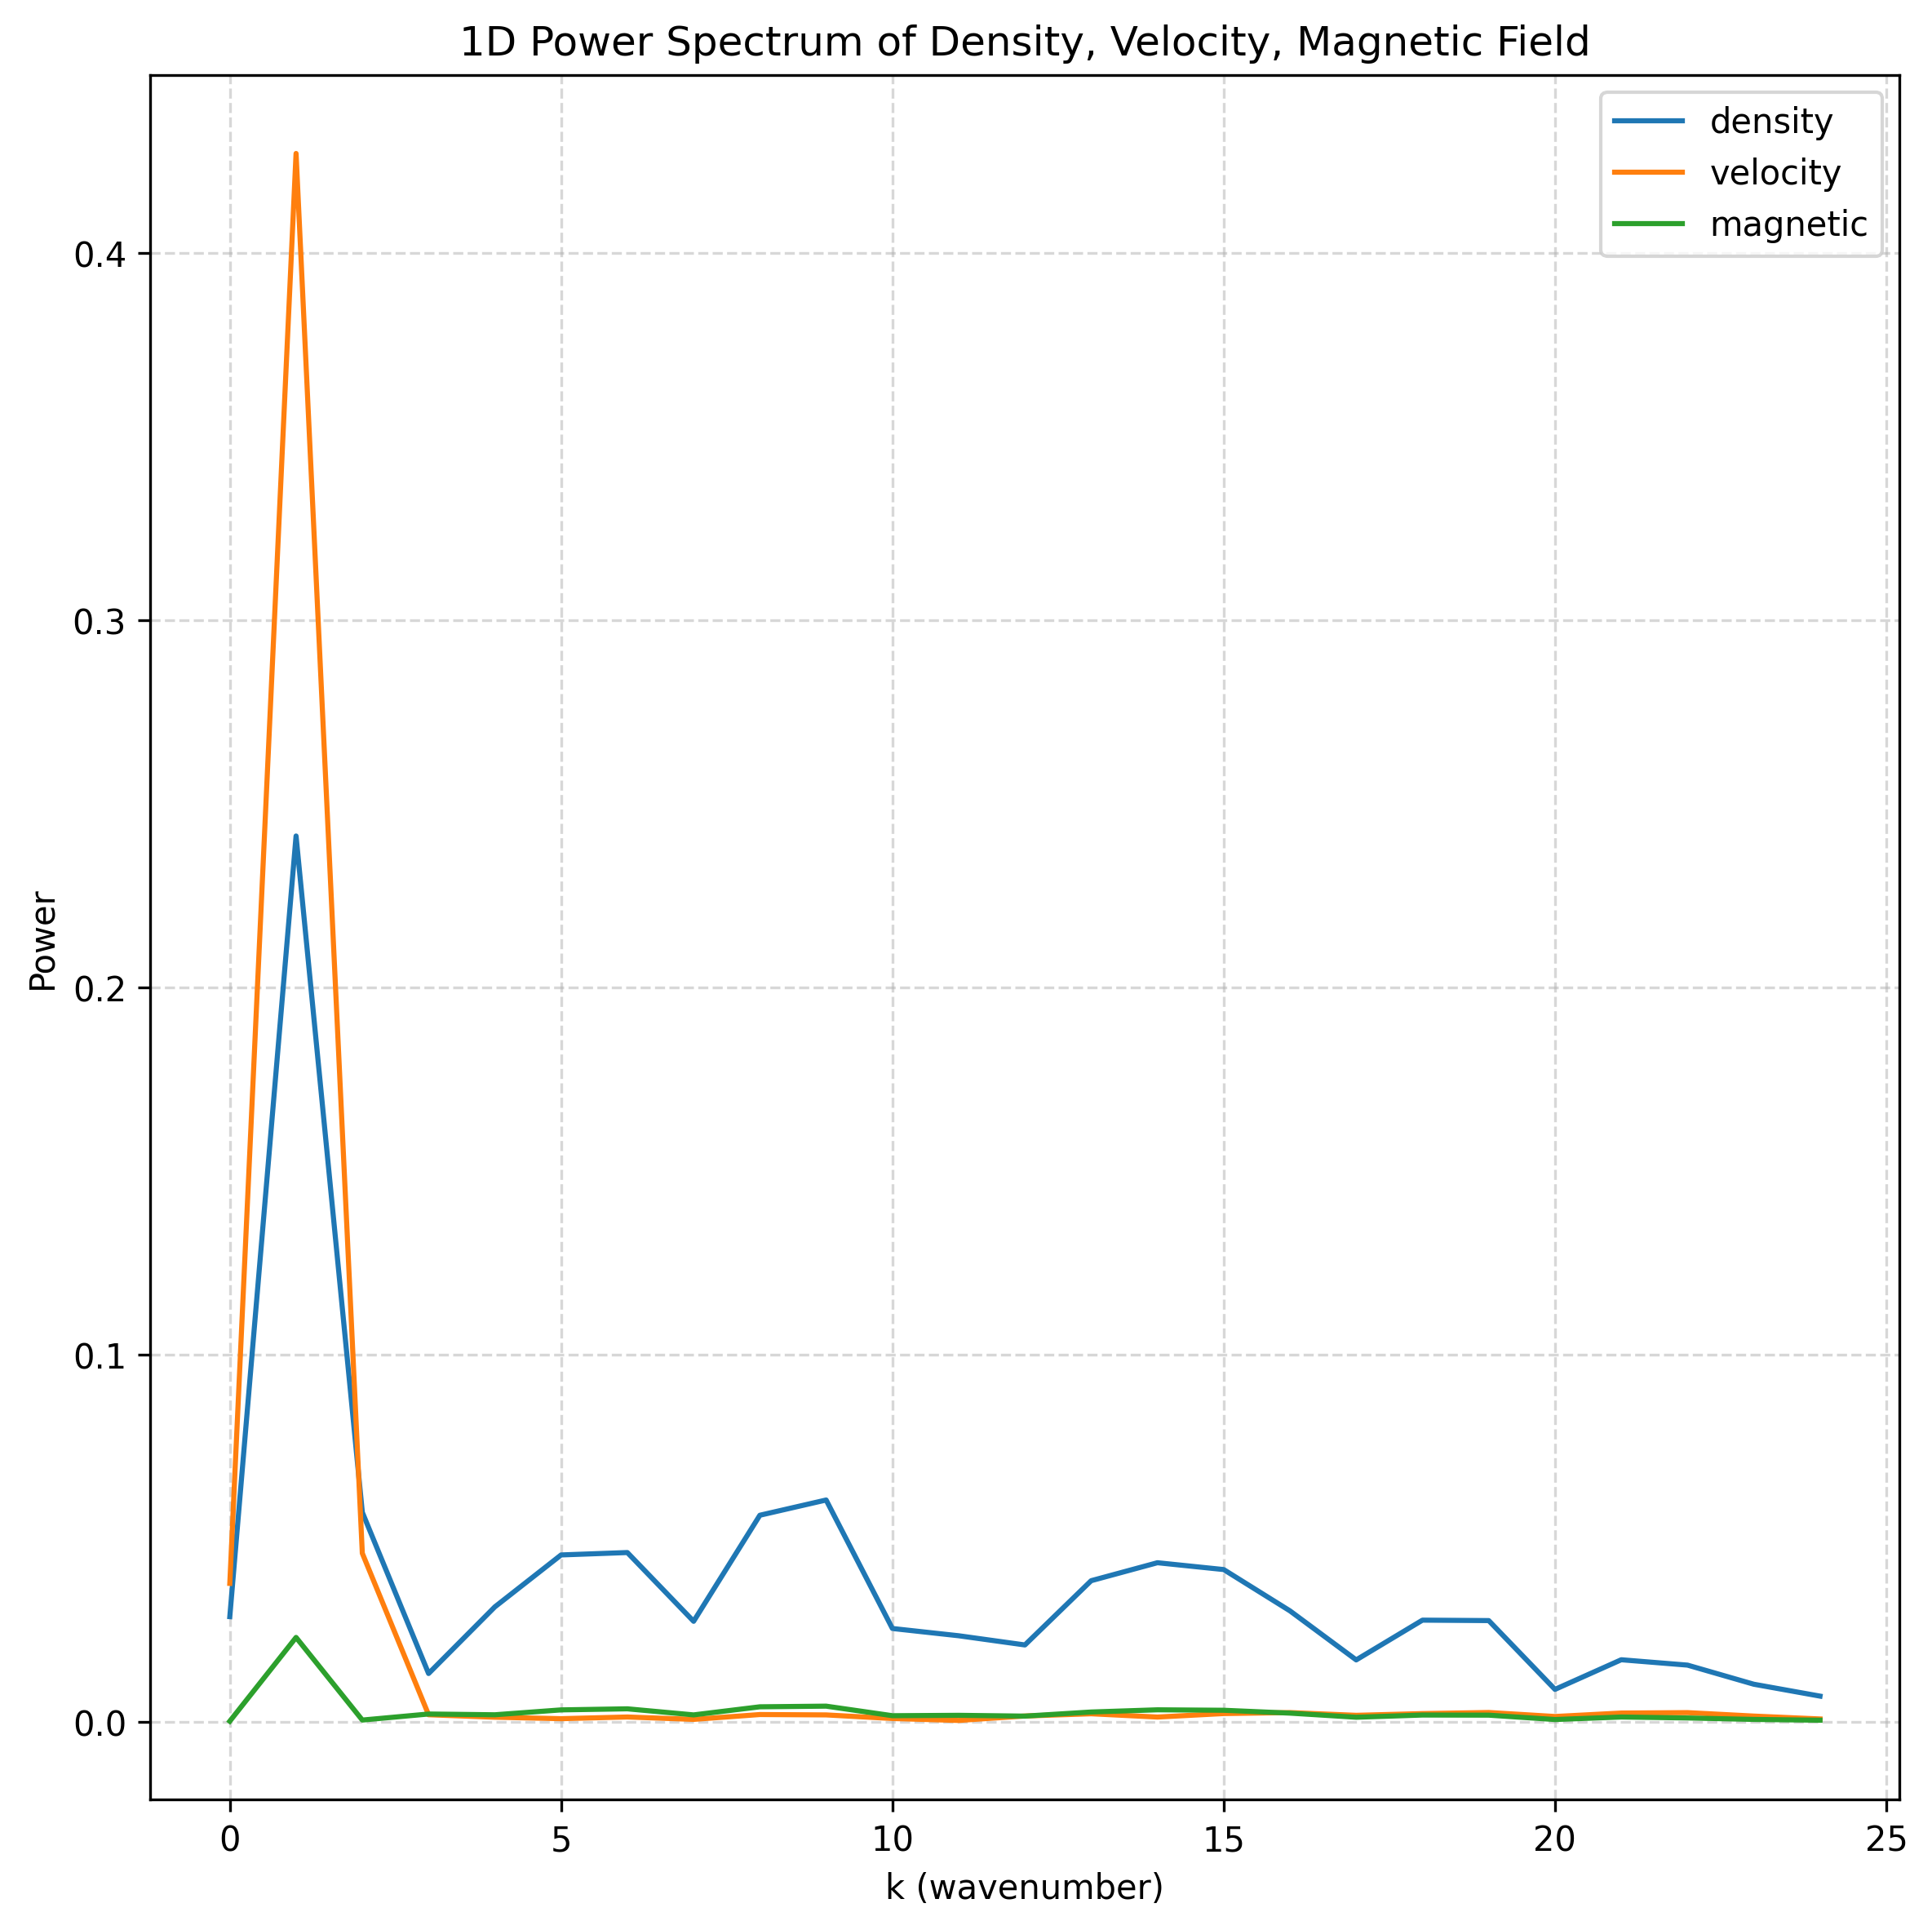 1D Power Spectrum of Density, Velocity, Magnetic Field
density
velocity
magnetic
0.4
0.3
0.2
0.1
0.0
Power
0 5 10 15 20 25
k (wavenumber)